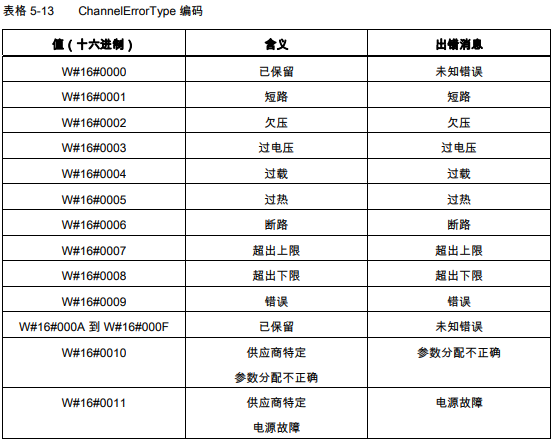 表格 5-13 ChannelErrorType 编码
值（十六进制） 含义 出错消息
W#16#0000 已保留 未知错误
W#16#0001 短路 短路
W#16#0002 欠压 欠压
W#16#0003 过电压 过电压
W#16#0004 过载 过载
W#16#0005 过热 过热
W#16#0006 断路 断路
W#16#0007 超出上限 超出上限
W#16#0008 超出下限 超出下限
W#16#0009 错误 错误
W#16#000A 到 W#16#000F 已保留 未知错误
W#16#0010 供应商特定 参数分配不正确
参数分配不正确
W#16#0011 供应商特定 电源故障
电源故障